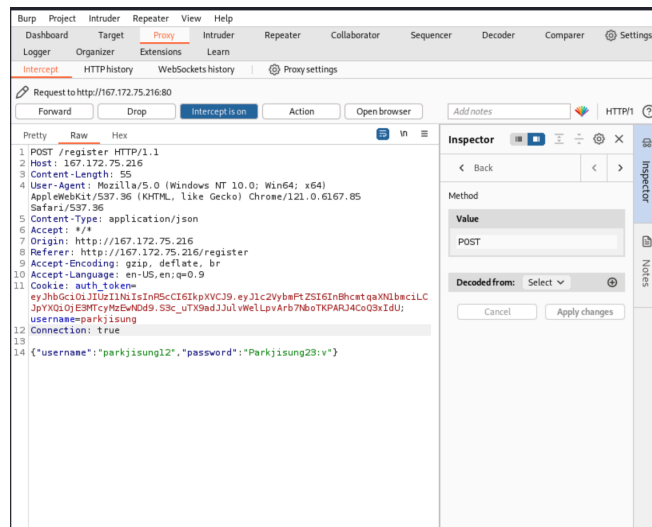 Burp Project Intruder Repeater View Help
Dashboard Target Proxy Intruder Repeater Collaborator Sequencer Decoder Comparer Settings
Logger Organizer Extensions Learn
Intercept HTTP history WebSockets history Proxy settings
Request to http://167.172.75.216:80
Forward Drop Intercept is on Action Open browser Add notes HTTP/1
Pretty Raw Hex \n
Inspector
Back
Method
Value
POST
Decoded from: Select
Cancel Apply changes
Inspector
Notes
1 POST /register HTTP/1.1
2 Host: 167.172.75.216
3 Content-Length: 55
4 User-Agent: Mozilla/5.0 (Windows NT 10.0; Win64; x64)
AppleWebKit/537.36 (KHTML, like Gecko) Chrome/121.0.6167.85
Safari/537.36
5 Content-Type: application/json
6 Accept: */*
7 Origin: http://167.172.75.216
8 Referer: http://167.172.75.216/register
9 Accept-Encoding: gzip, deflate, br
10 Accept-Language: en-US,en;q=0.9
11 Cookie: auth_token=
eyJhbGciOiJIUzI1NiIsInR5cCI6IkpXVCJ9.eyJ1c2VybmFtZSI6InBhcmtqaXN1bmciLC
JpYXQiOjE3MTcyMzEwNDd9.S3c_uTX9adJJulvWelLpvArb7NboTKPARJ4CoQ3xIdU;
username=parkjisung
12 Connection: true
13
14 {"username":"parkjisung12","password":"Parkjisung23:v"}